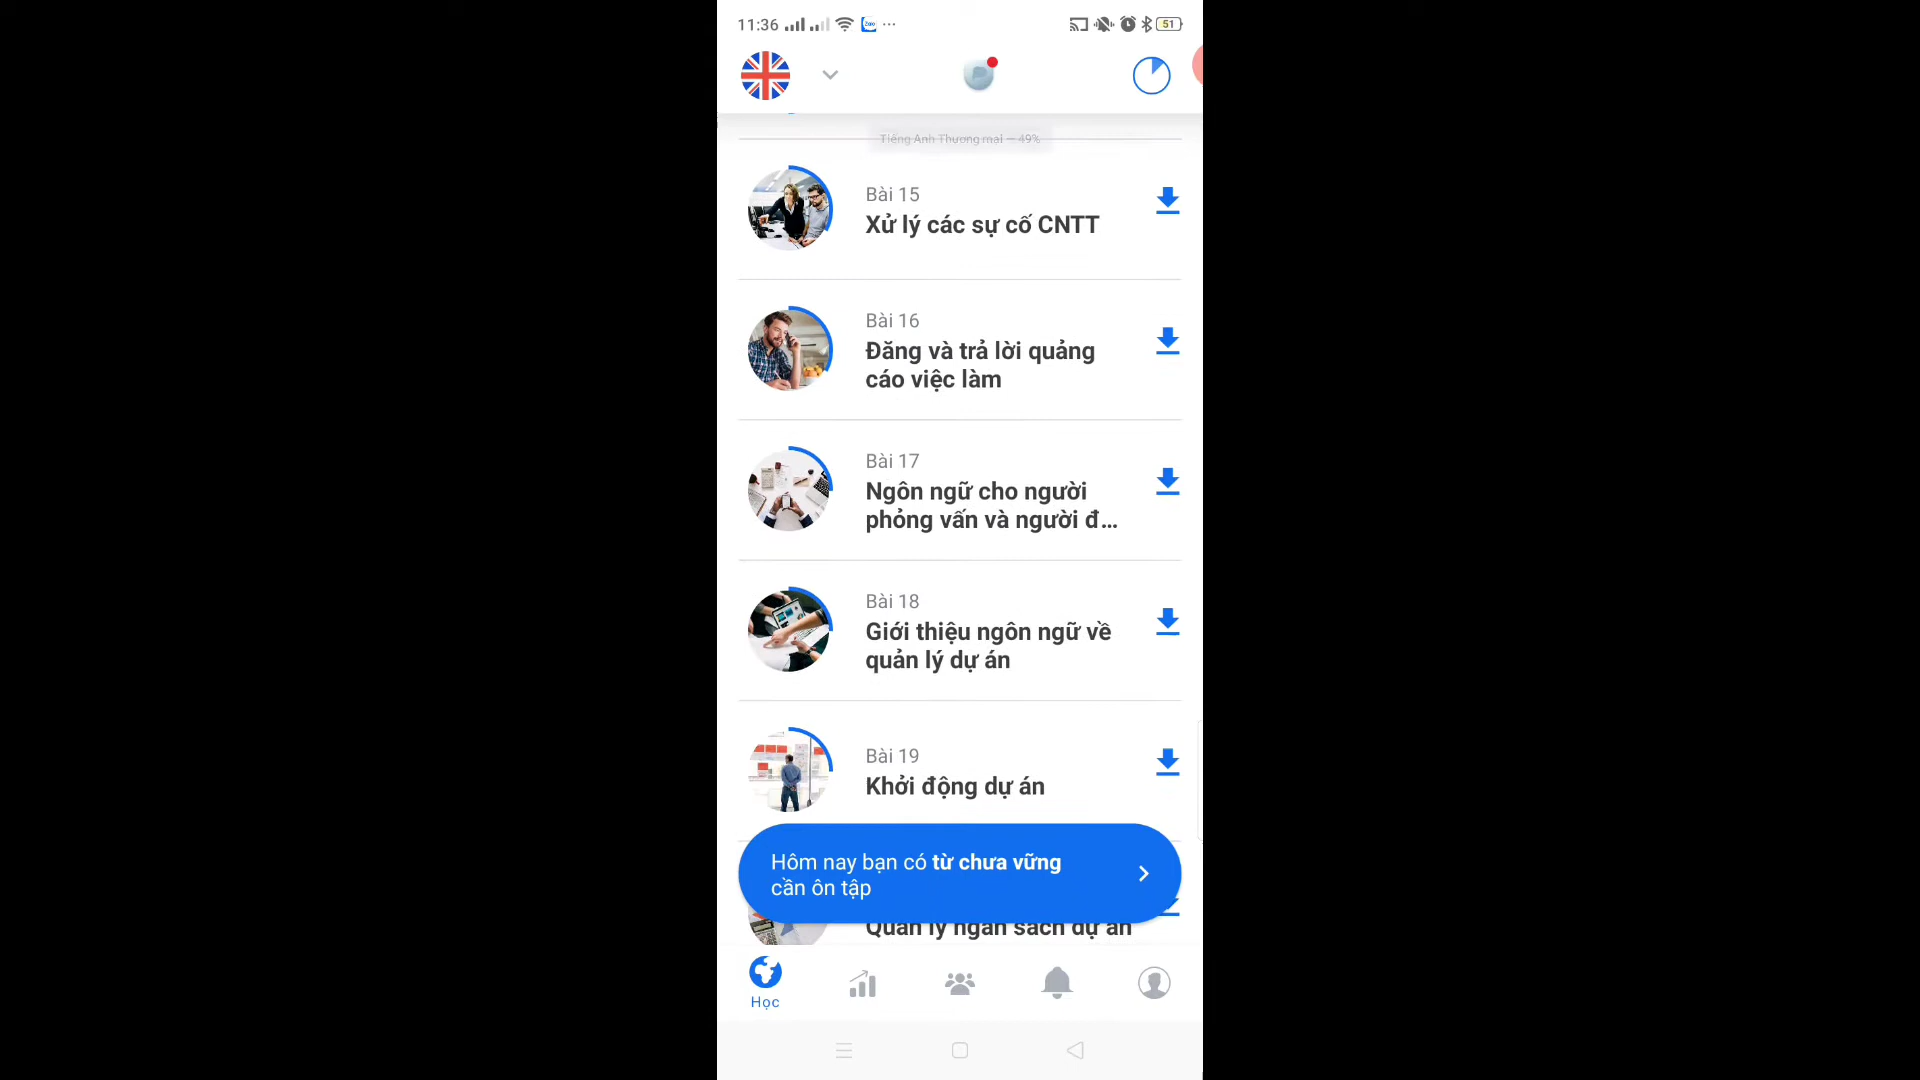 11:36
Zalo
51
Tiếng Anh Thương mại — 49%
Bài 15
Xử lý các sự cố CNTT
Bài 16
Đăng và trả lời quảng
cáo việc làm
Bài 17
Ngôn ngữ cho người
phỏng vấn và người đ...
Bài 18
Giới thiệu ngôn ngữ về
quản lý dự án
Bài 19
Khởi động dự án
Hôm nay bạn có từ chưa vững
cần ôn tập
Quản lý ngân sách dự án
Học